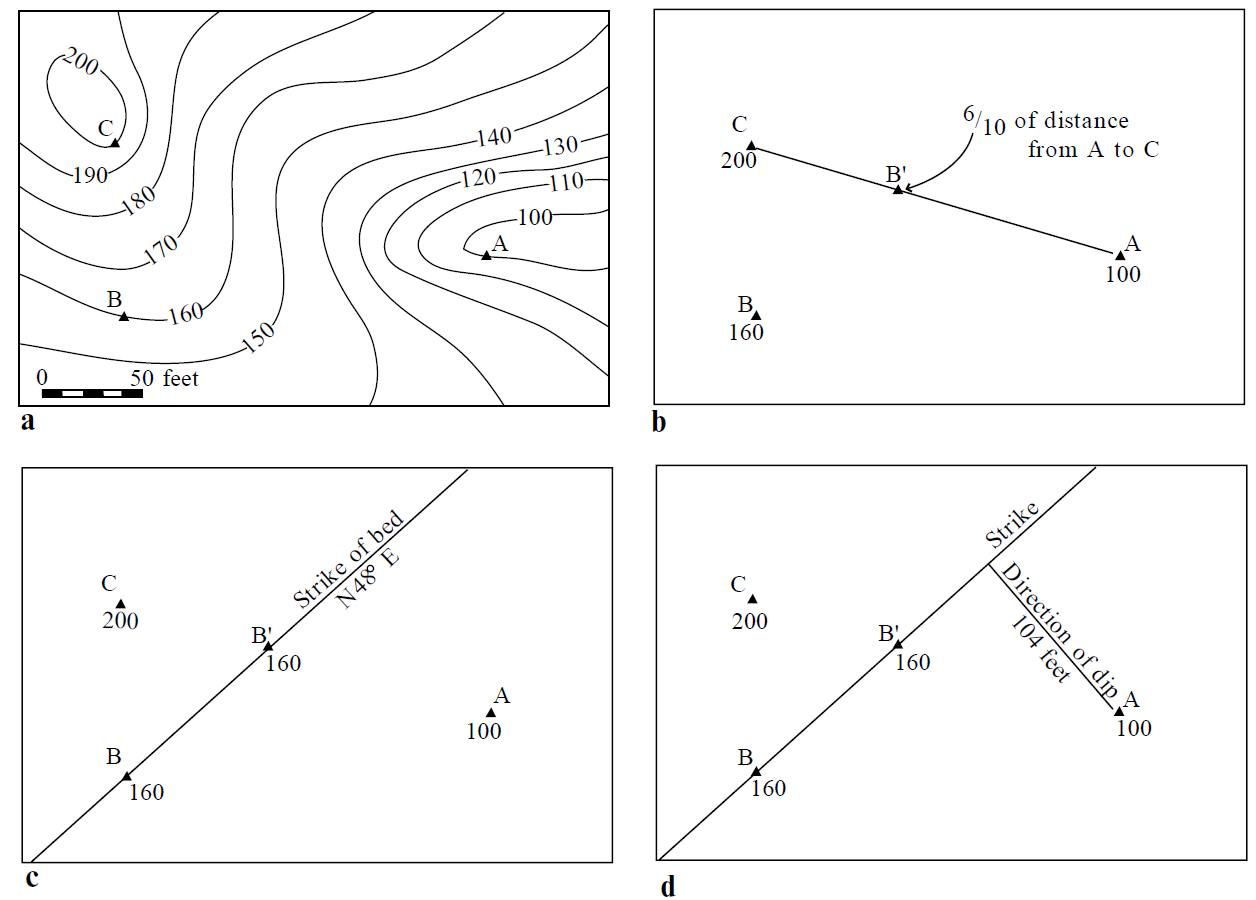 200
C
190
180
170
B
160
150
140
130
120
110
100
A
0 50 feet
a
C
200
6/10 of distance
from A to C
B'
A
100
B
160
b
Strike of bed
N48° E
C
200
B'
160
A
100
B
160
c
Strike
Direction of dip
104 feet
C
200
B'
160
A
100
B
160
d